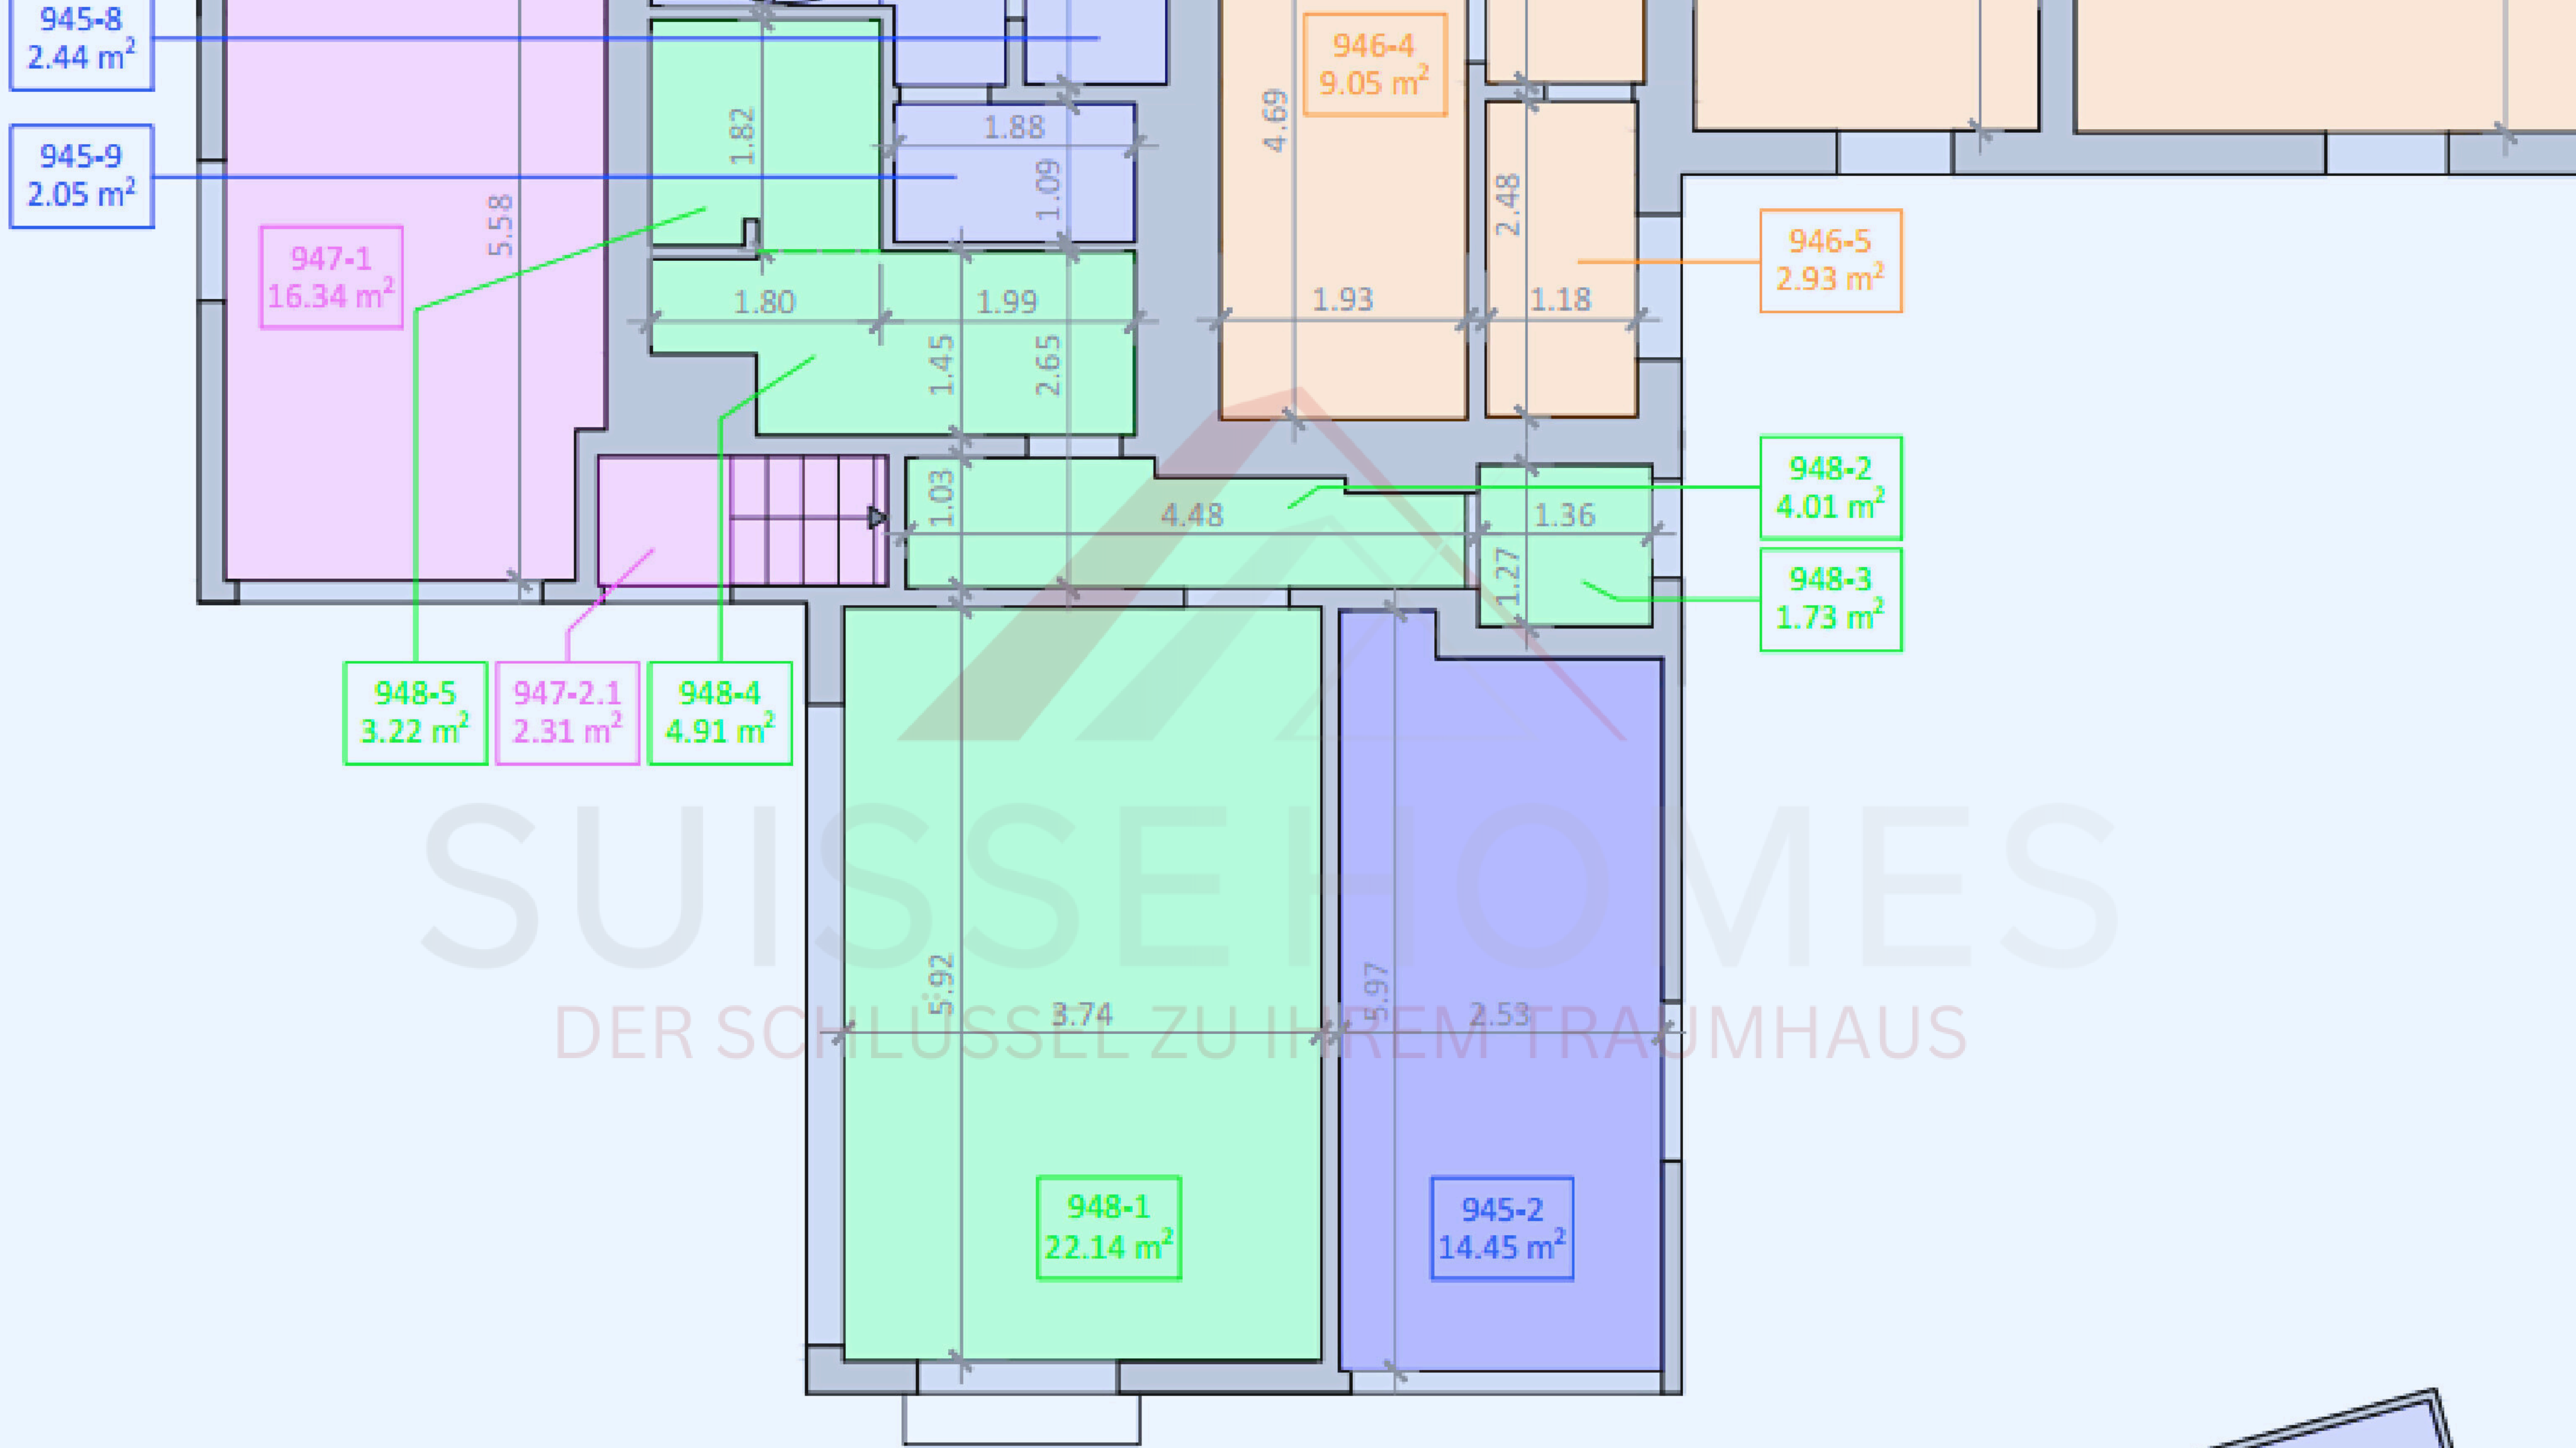 945-8
2.44 m²
946-4
9.05 m²
4.69
1.82
1.88
1.09
945-9
2.05 m²
5.58
2.48
947-1
16.34 m²
946-5
2.93 m²
1.80
1.99
1.93
1.18
1.45
2.65
948-2
4.01 m²
1.03
4.48
1.36
1.27
948-3
1.73 m²
948-5
3.22 m²
947-2.1
2.31 m²
948-4
4.91 m²
SUISSEHOMES
5.92
5.97
3.74
2.53
DER SCHLÜSSEL ZU IHREM TRAUMHAUS
948-1
22.14 m²
945-2
14.45 m²